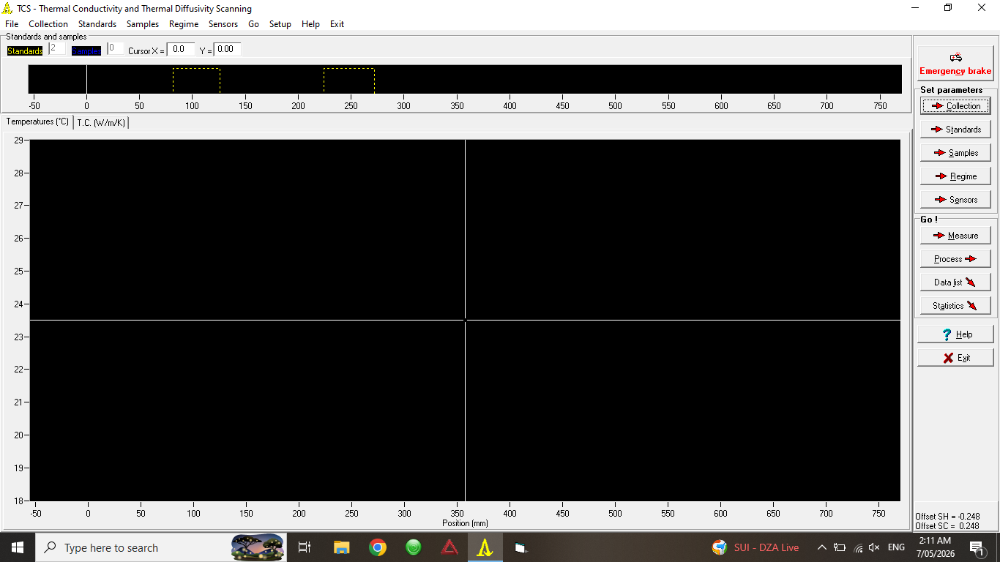 TCS - Thermal Conductivity and Thermal Diffusivity Scanning
File Collection Standards Samples Regime Sensors Go Setup Help Exit
Standards and samples
Standards 2 Samples 0 Cursor X = 0.0 Y = 0.00
-50 0 50 100 150 200 250 300 350 400 450 500 550 600 650 700 750
Temperatures (°C) T.C. (W/m/K)
29
28
27
26
25
24
23
22
21
20
19
18
-50 0 50 100 150 200 250 300 350 400 450 500 550 600 650 700 750
Position (mm)
Emergency brake
Set parameters
Collection
Standards
Samples
Regime
Sensors
Go !
Measure
Process
Data list
Statistics
Help
Exit
Offset SH = -0.248
Offset SC = 0.248
Type here to search
SUI - DZA Live
ENG
2:11 AM
7/05/2026
1